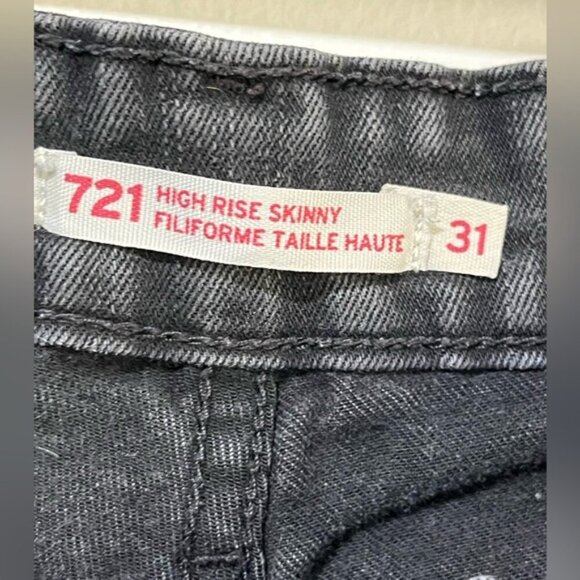 721 HIGH RISE SKINNY
FILIFORME TAILLE HAUTE
31